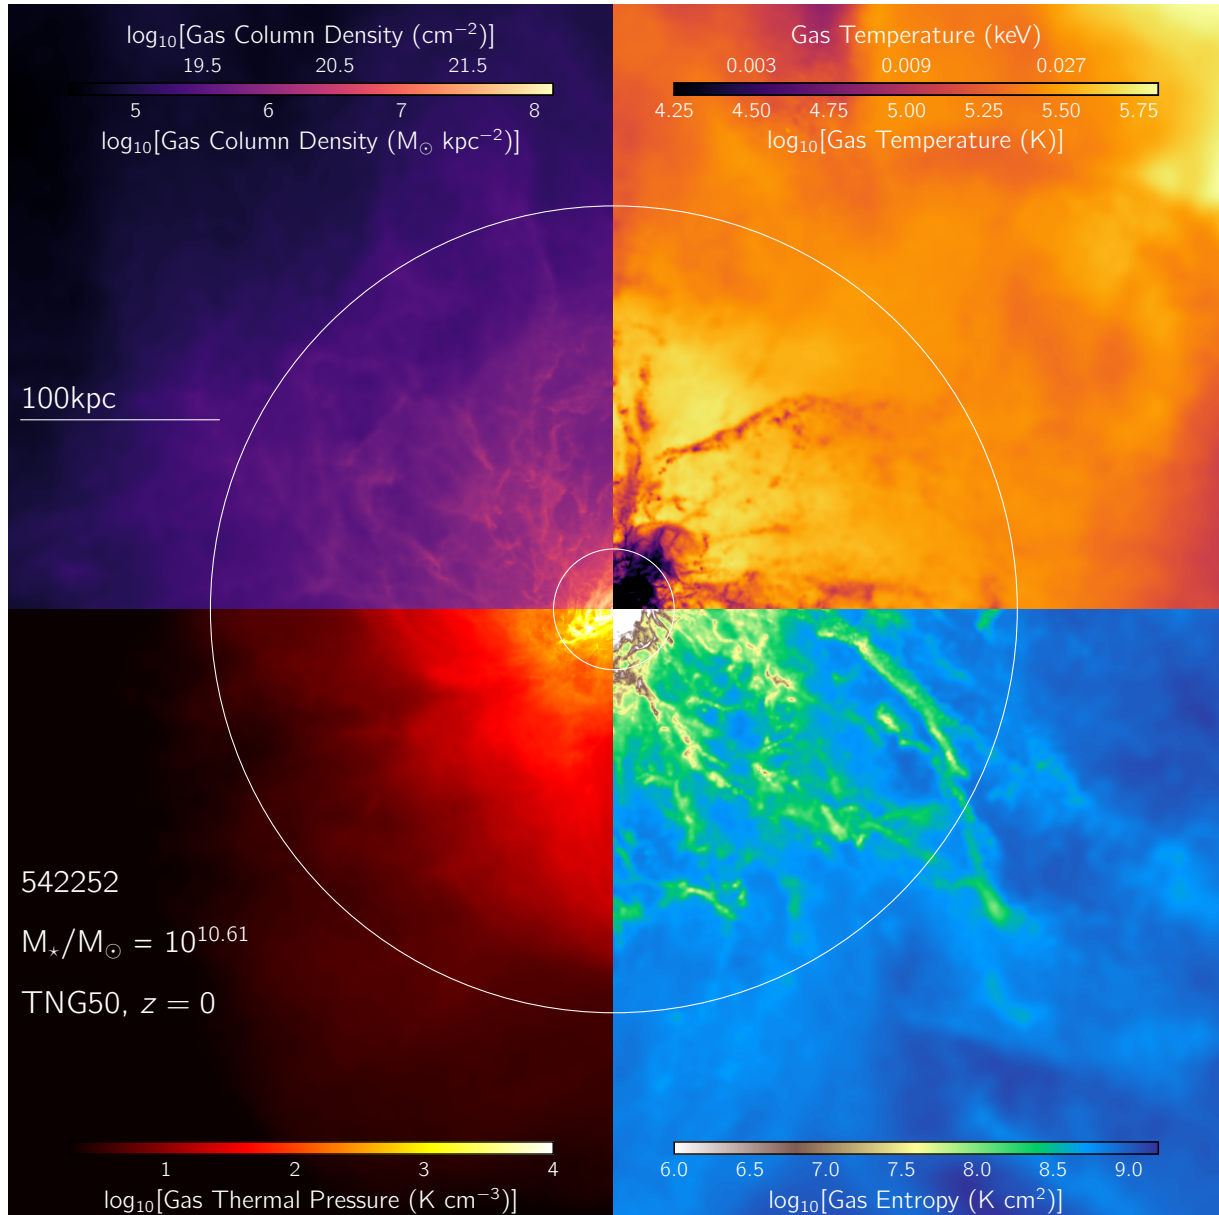 log₁₀[Gas Column Density (cm⁻²)]
19.5 20.5 21.5
5 6 7 8
log₁₀[Gas Column Density (M☉ kpc⁻²)]
Gas Temperature (keV)
0.003 0.009 0.027
4.25 4.50 4.75 5.00 5.25 5.50 5.75
log₁₀[Gas Temperature (K)]
100kpc
542252
M⋆/M☉ = 10¹⁰·⁶¹
TNG50, z = 0
1 2 3 4
log₁₀[Gas Thermal Pressure (K cm⁻³)]
6.0 6.5 7.0 7.5 8.0 8.5 9.0
log₁₀[Gas Entropy (K cm²)]